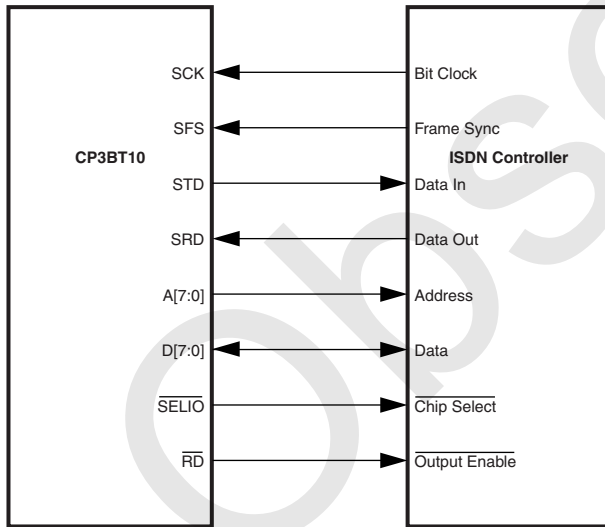 SCK Bit Clock
SFS Frame Sync
CP3BT10 ISDN Controller
STD Data In
SRD Data Out
A[7:0] Address
D[7:0] Data
SELIO Chip Select
RD Output Enable